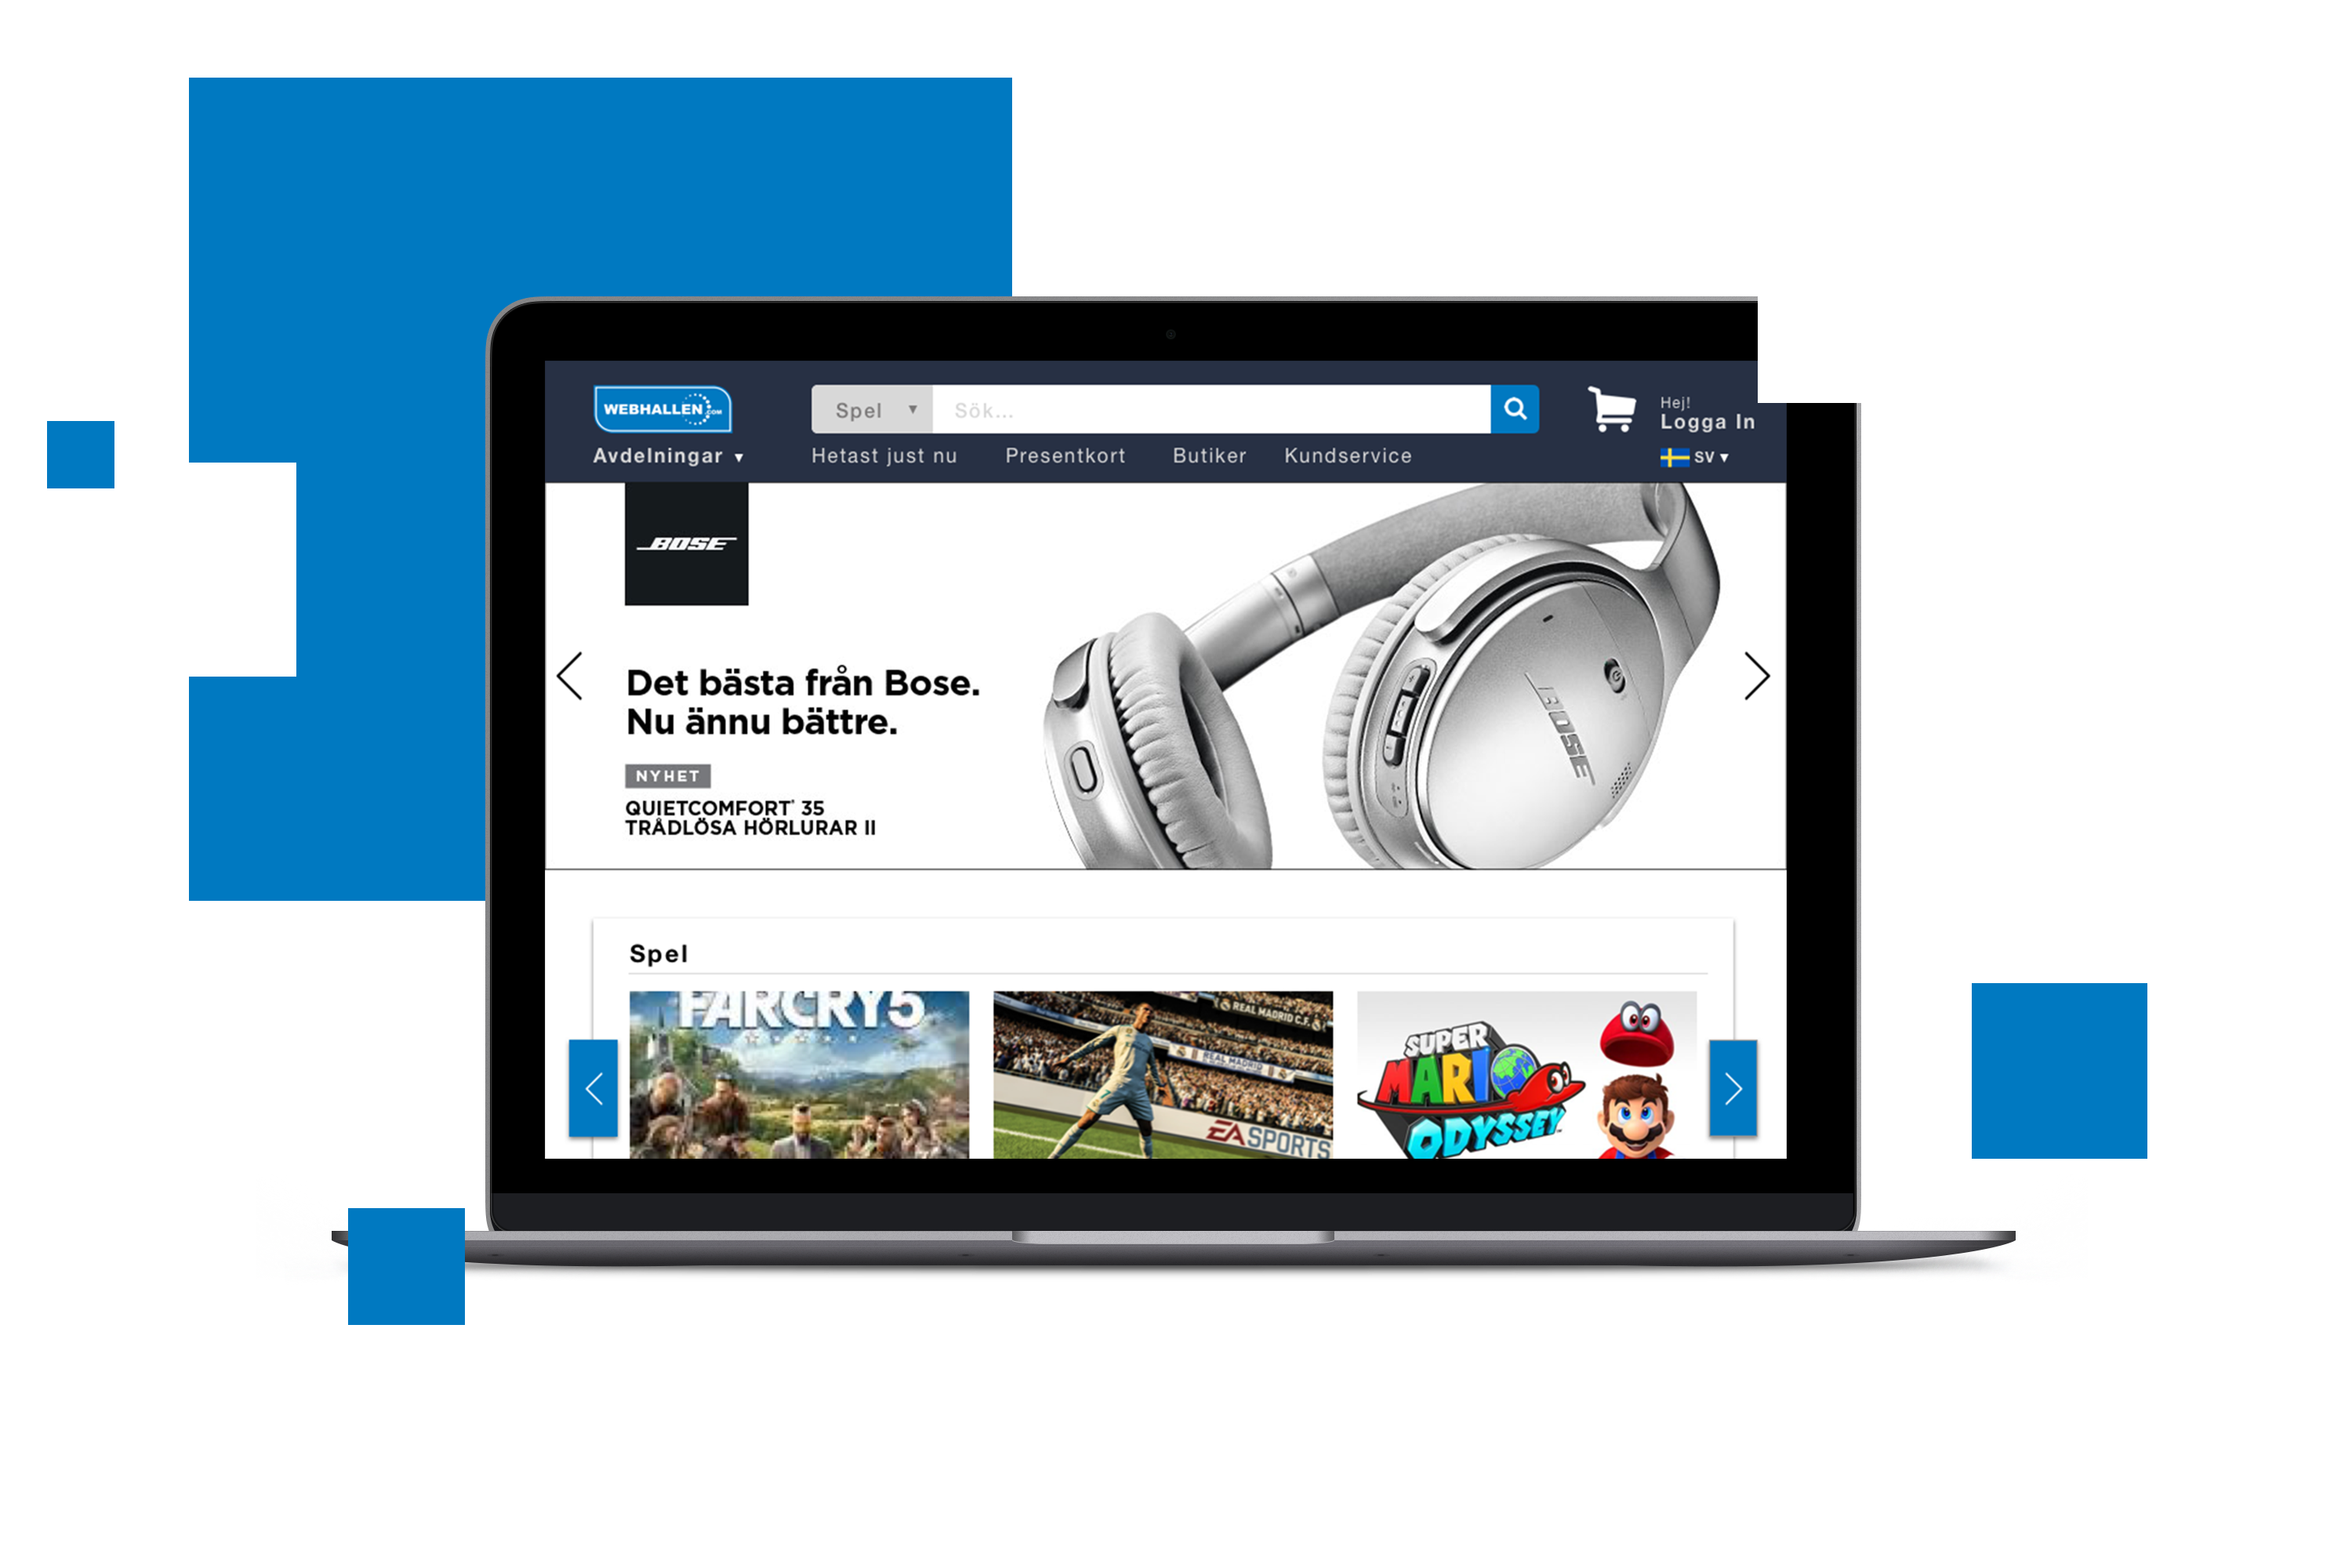 WEBHALLEN.COM
Spel ▼
Sök...
Hej!
Logga In
Avdelningar ▼
Hetast just nu
Presentkort
Butiker
Kundservice
SV ▼
BOSE
Det bästa från Bose.
Nu ännu bättre.
NYHET
QUIETCOMFORT® 35
TRÅDLÖSA HÖRLURAR II
BOSE
Spel
FARCRY5
REAL MADRID C.F.
REAL MADRID
EA SPORTS
SUPER
MARIO
ODYSSEY